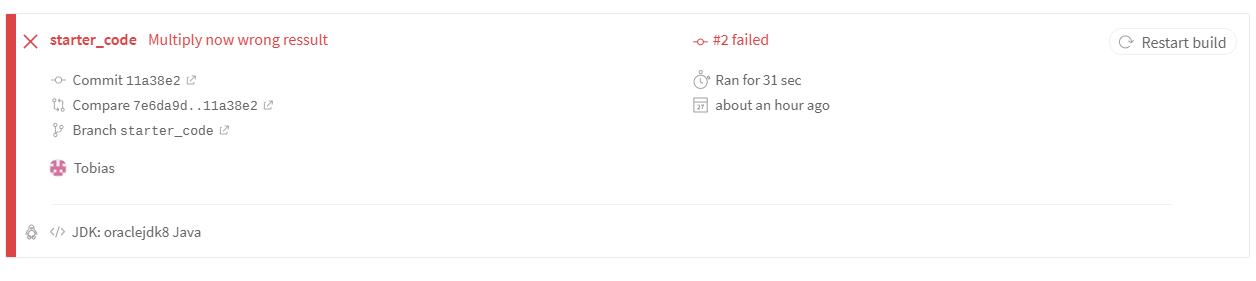 starter_code Multiply now wrong ressult
#2 failed
Restart build
Commit 11a38e2
Ran for 31 sec
Compare 7e6da9d..11a38e2
27 about an hour ago
Branch starter_code
Tobias
</> JDK: oraclejdk8 Java